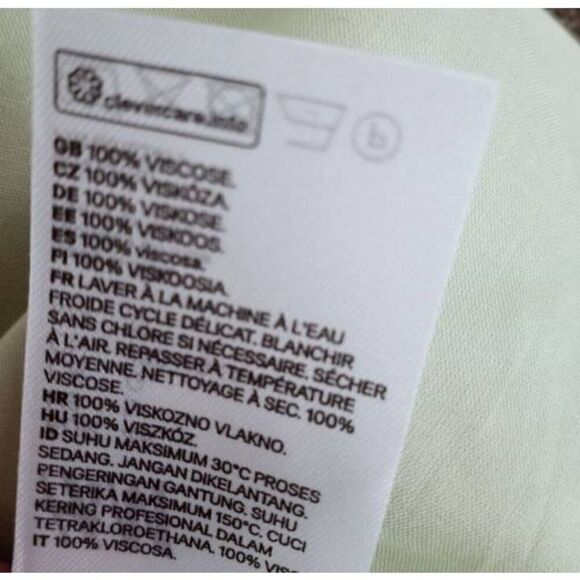 clevercare.info
GB 100% VISCOSE.
CZ 100% VISKÓZA
DE 100% VISKOSE.
EE 100% VISKOOS.
ES 100% viscosa.
FI 100% VISKOOSIA.
FR LAVER À LA MACHINE À L'EAU
FROIDE CYCLE DÉLICAT. BLANCHIR
SANS CHLORE SI NÉCESSAIRE. SÉCHER
À L'AIR. REPASSER À TEMPÉRATURE
MOYENNE. NETTOYAGE À SEC. 100%
VISCOSE.
HR 100% VISKOZNO VLAKNO.
HU 100% VISZKÓZ.
ID SUHU MAKSIMUM 30°C PROSES
SEDANG. JANGAN DIKELANTANG.
PENGERINGAN GANTUNG. SUHU
SETERIKA MAKSIMUM 150°C. CUCI
KERING PROFESIONAL DALAM
TETRAKLOROETHANA. 100% VISCOSE
IT 100% VISCOSA.